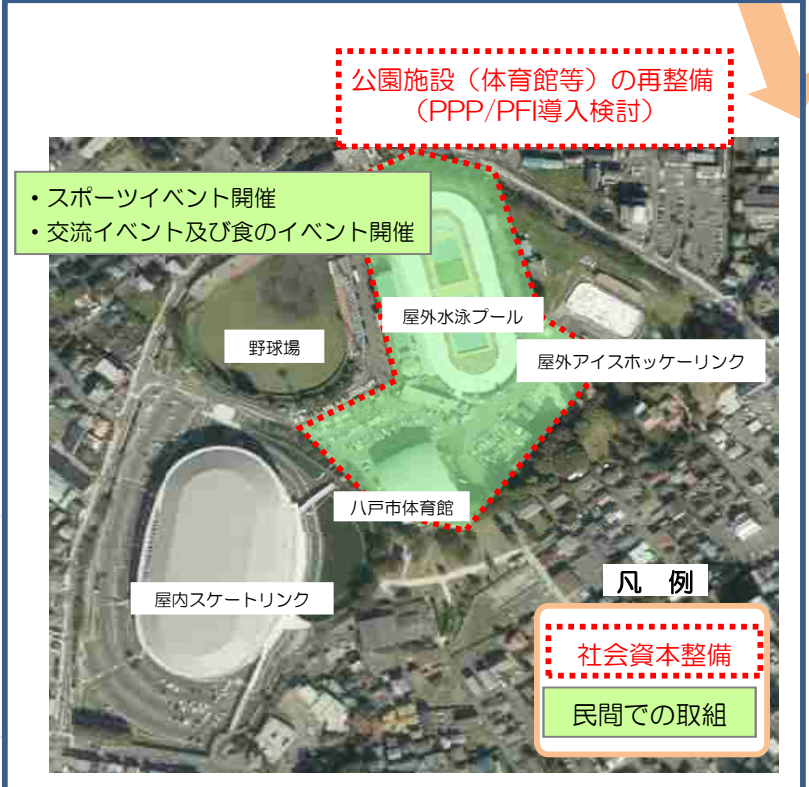 公園施設（体育館等）の再整備
（PPP/PFI導入検討）
・スポーツイベント開催
・交流イベント及び食のイベント開催
屋外水泳プール
野球場
屋外アイスホッケーリンク
八戸市体育館
屋内スケートリンク
凡　例
社会資本整備
民間での取組